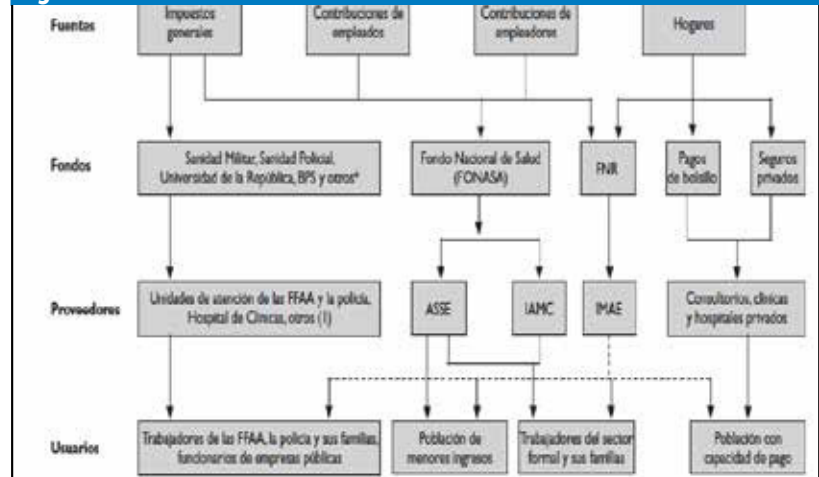 Fuentes
Impuestos
generales
Contribuciones de
empleados
Contribuciones de
empleadores
Hogares
Fondos
Sanidad Militar, Sanidad Policial,
Universidad de la República, BPS y otros*
Fondo Nacional de Salud
(FONASA)
FNR
Pagos
de bolsillo
Seguros
privados
Proveedores
Unidades de atención de las FFAA y la policía,
Hospital de Clínicas, otros (1)
ASSE
IAMC
IMAE
Consultorios, clínicas
y hospitales privados
Usuarios
Trabajadores de las FFAA, la policía y sus familias,
funcionarios de empresas públicas
Población de
menores ingresos
Trabajadores del sector
formal y sus familias
Población con
capacidad de pago